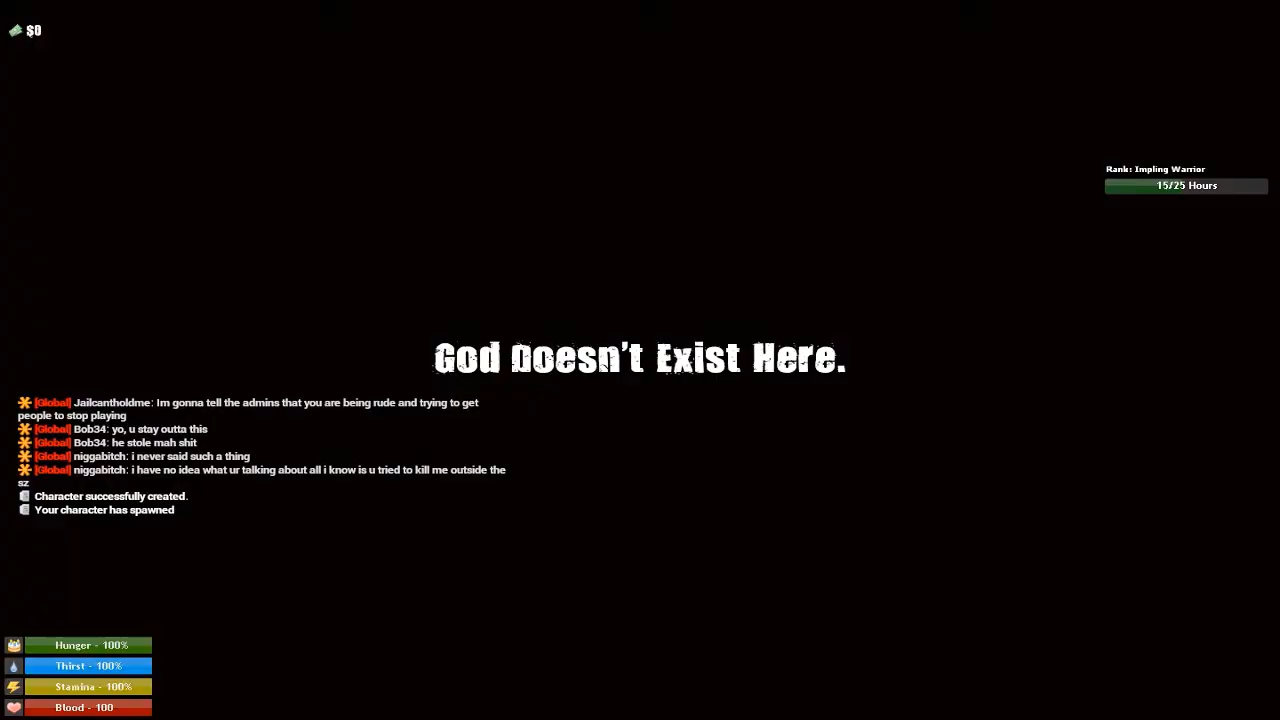 $0
Rank: Impling Warrior
15/25 Hours
God Doesn't Exist Here.
[Global] Jailcantholdme: Im gonna tell the admins that you are being rude and trying to get
people to stop playing
[Global] Bob34: yo, u stay outta this
[Global] Bob34: he stole mah shit
[Global] niggabitch: i never said such a thing
[Global] niggabitch: i have no idea what ur talking about all i know is u tried to kill me outside the
sz
Character successfully created.
Your character has spawned
Hunger - 100%
Thirst - 100%
Stamina - 100%
Blood - 100